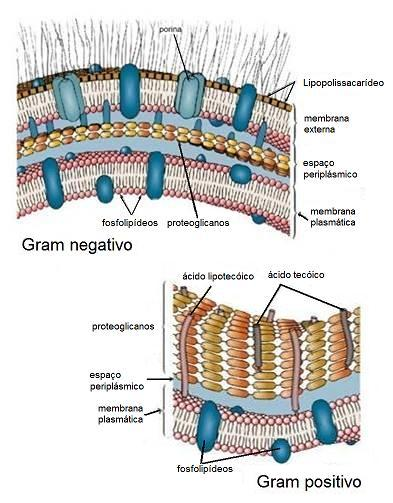 porina
Lipopolissacarídeo
membrana
externa
espaço
periplásmico
membrana
plasmática
fosfolipídeos
proteoglicanos
Gram negativo
ácido lipotecóico
ácido tecóico
proteoglicanos
espaço
periplásmico
membrana
plasmática
fosfolipídeos
Gram positivo